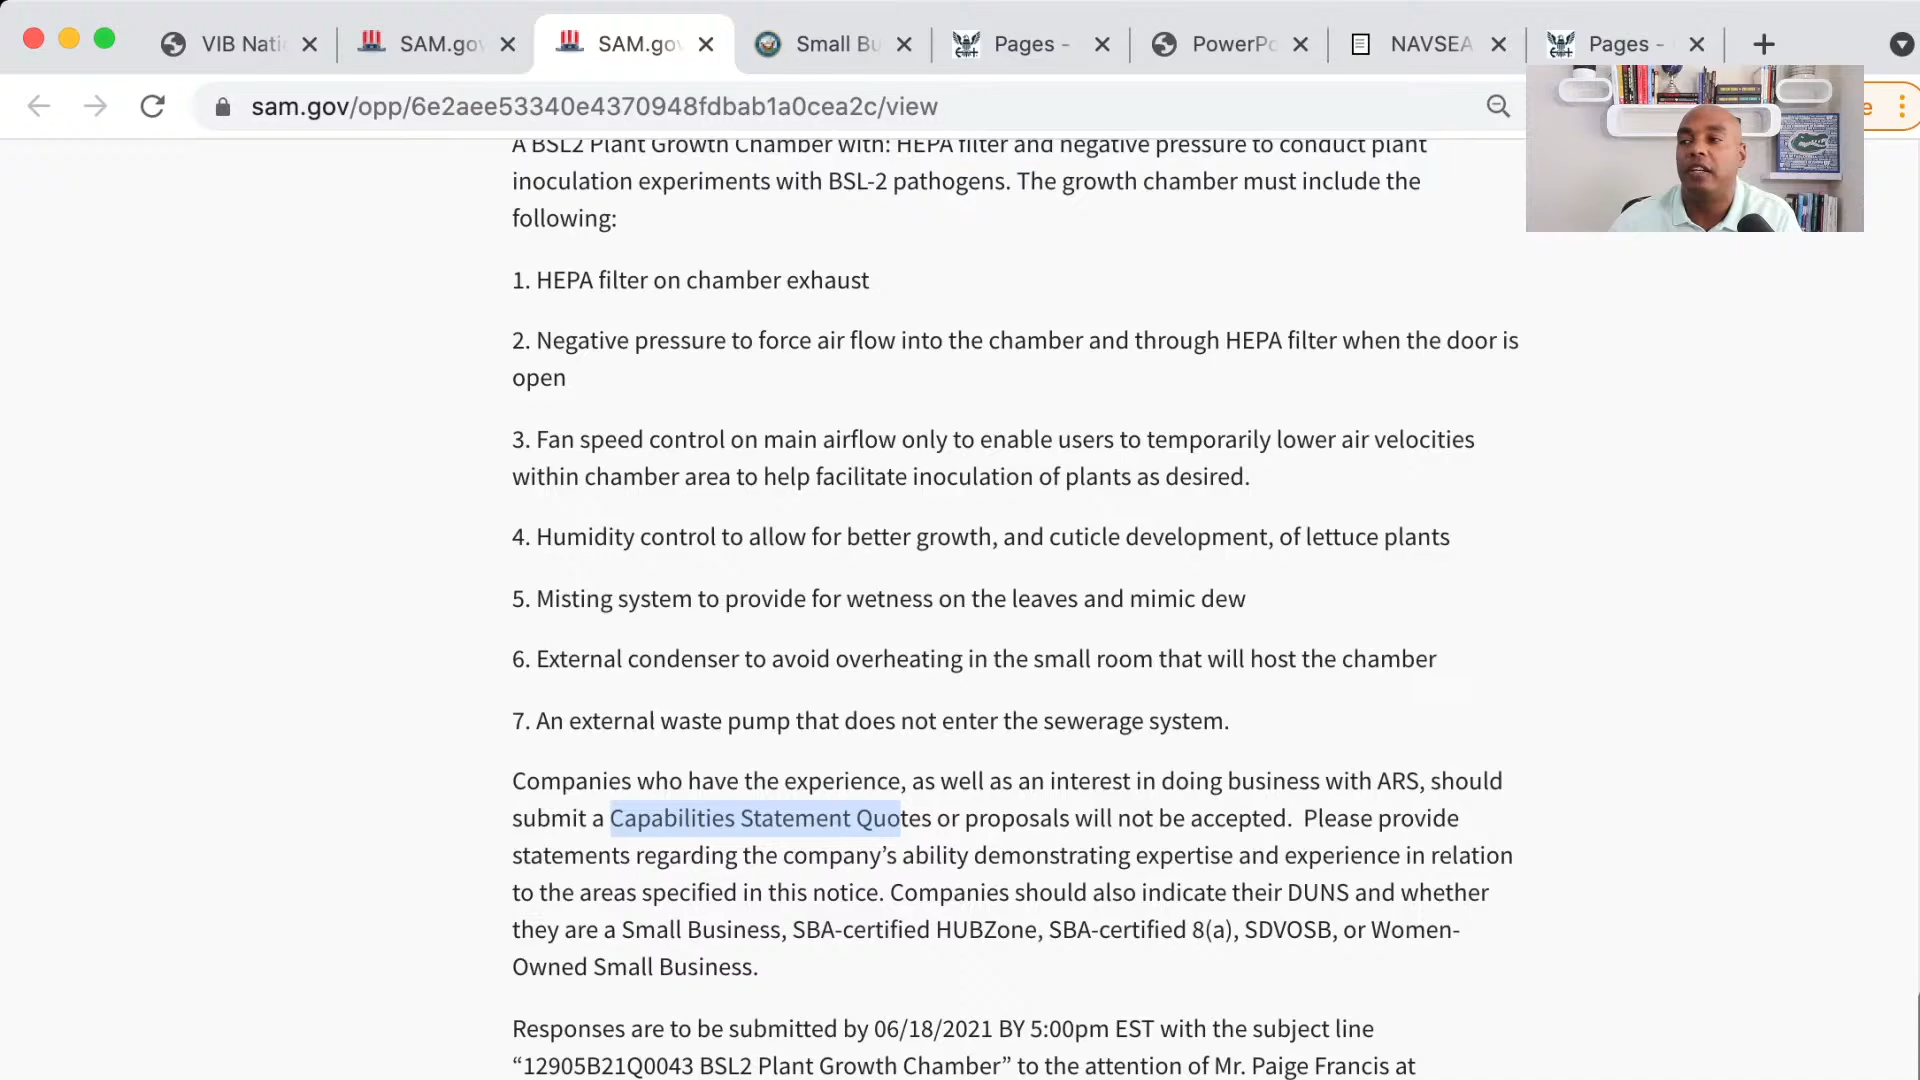 VIB Nati
SAM.gov
SAM.gov
Small Bu
Pages -
PowerPo
NAVSEA
Pages -
sam.gov/opp/6e2aee53340e4370948fdbab1a0cea2c/view
e
A BSL2 Plant Growth Chamber with: HEPA filter and negative pressure to conduct plant
inoculation experiments with BSL-2 pathogens. The growth chamber must include the
following:
1. HEPA filter on chamber exhaust
2. Negative pressure to force air flow into the chamber and through HEPA filter when the door is
open
3. Fan speed control on main airflow only to enable users to temporarily lower air velocities
within chamber area to help facilitate inoculation of plants as desired.
4. Humidity control to allow for better growth, and cuticle development, of lettuce plants
5. Misting system to provide for wetness on the leaves and mimic dew
6. External condenser to avoid overheating in the small room that will host the chamber
7. An external waste pump that does not enter the sewerage system.
Companies who have the experience, as well as an interest in doing business with ARS, should
submit a Capabilities Statement Quotes or proposals will not be accepted.  Please provide
statements regarding the company’s ability demonstrating expertise and experience in relation
to the areas specified in this notice. Companies should also indicate their DUNS and whether
they are a Small Business, SBA-certified HUBZone, SBA-certified 8(a), SDVOSB, or Women-
Owned Small Business.
Responses are to be submitted by 06/18/2021 BY 5:00pm EST with the subject line
“12905B21Q0043 BSL2 Plant Growth Chamber” to the attention of Mr. Paige Francis at